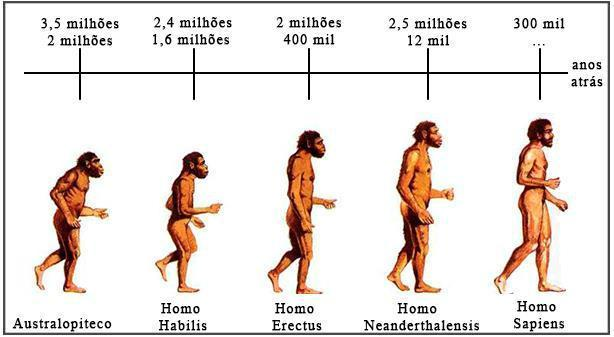 3,5 milhões
2 milhões
2,4 milhões
1,6 milhões
2 milhões
400 mil
2,5 milhões
12 mil
300 mil
...
anos
atrás
Australopiteco
Homo
Habilis
Homo
Erectus
Homo
Neanderthalensis
Homo
Sapiens